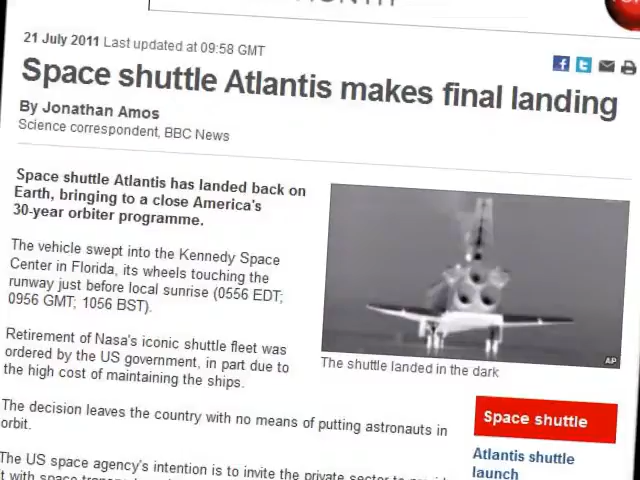 21 July 2011 Last updated at 09:58 GMT
Space shuttle Atlantis makes final landing
By Jonathan Amos
Science correspondent, BBC News
Space shuttle Atlantis has landed back on
Earth, bringing to a close America's
30-year orbiter programme.
The vehicle swept into the Kennedy Space
Center in Florida, its wheels touching the
runway just before local sunrise (0556 EDT;
0956 GMT; 1056 BST).
Retirement of Nasa's iconic shuttle fleet was
ordered by the US government, in part due to
the high cost of maintaining the ships.
AP
The shuttle landed in the dark
The decision leaves the country with no means of putting astronauts in
orbit.
The US space agency's intention is to invite the private sector to
Space shuttle
Atlantis shuttle
launch